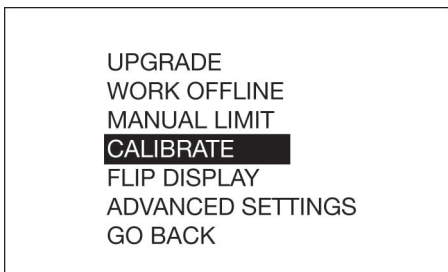 UPGRADE
WORK OFFLINE
MANUAL LIMIT
CALIBRATE
FLIP DISPLAY
ADVANCED SETTINGS
GO BACK